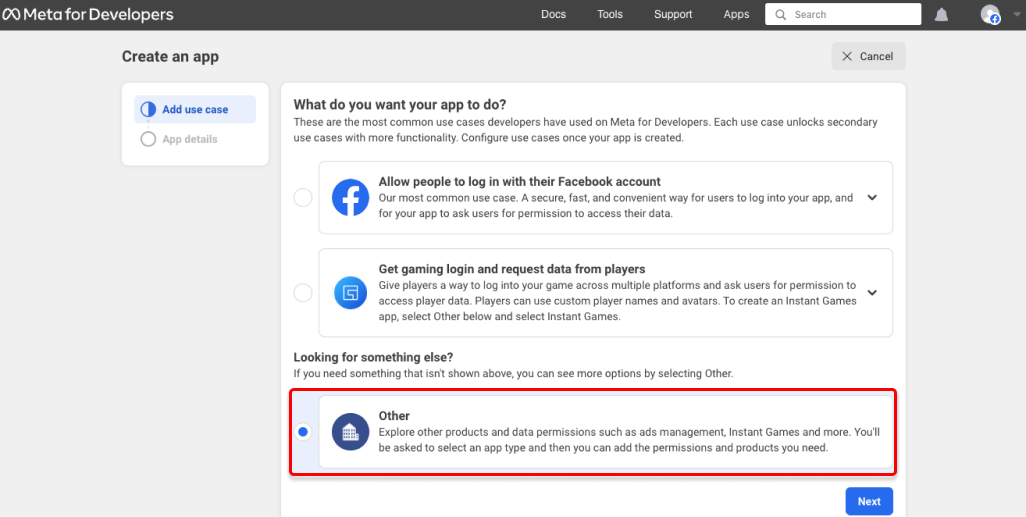 Meta for Developers
Docs
Tools
Support
Apps
Search
Create an app
Cancel
Add use case
App details
What do you want your app to do?
These are the most common use cases developers have used on Meta for Developers. Each use case unlocks secondary
use cases with more functionality. Configure use cases once your app is created.
Allow people to log in with their Facebook account
Our most common use case. A secure, fast, and convenient way for users to log into your app, and
for your app to ask users for permission to access their data.
Get gaming login and request data from players
Give players a way to log into your game across multiple platforms and ask users for permission to
access player data. Players can use custom player names and avatars. To create an Instant Games
app, select Other below and select Instant Games.
Looking for something else?
If you need something that isn't shown above, you can see more options by selecting Other.
Other
Explore other products and data permissions such as ads management, Instant Games and more. You'll
be asked to select an app type and then you can add the permissions and products you need.
Next